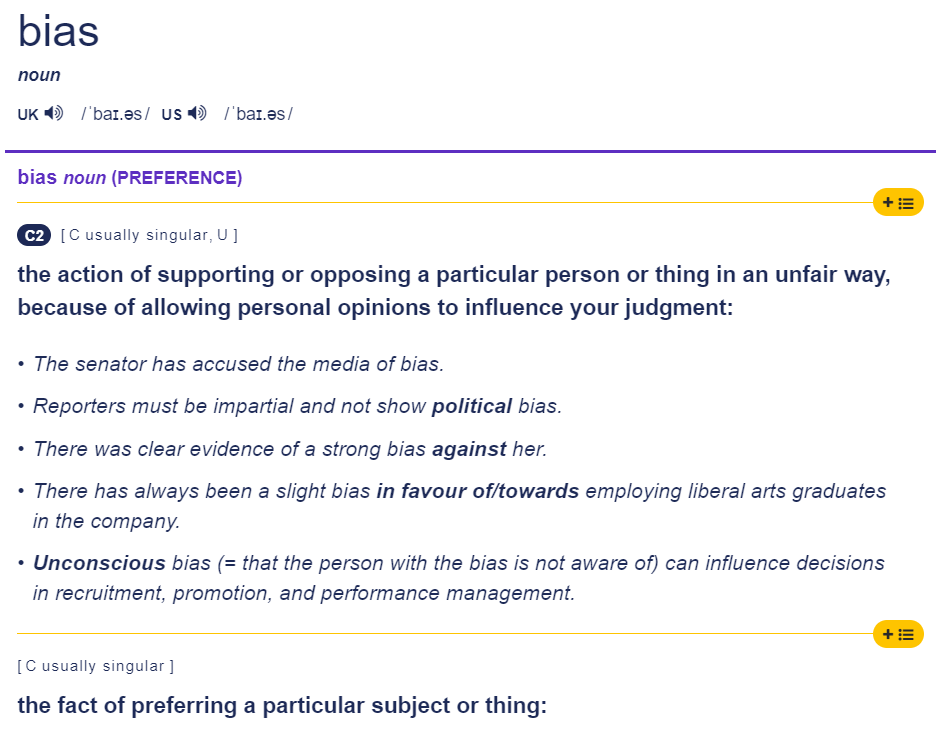 bias
noun
UK /ˈbaɪ.əs/ US /ˈbaɪ.əs/
bias noun (PREFERENCE)
C2 [ C usually singular, U ]
the action of supporting or opposing a particular person or thing in an unfair way,
because of allowing personal opinions to influence your judgment:
• The senator has accused the media of bias.
• Reporters must be impartial and not show political bias.
• There was clear evidence of a strong bias against her.
• There has always been a slight bias in favour of/towards employing liberal arts graduates
in the company.
• Unconscious bias (= that the person with the bias is not aware of) can influence decisions
in recruitment, promotion, and performance management.
[ C usually singular ]
the fact of preferring a particular subject or thing: